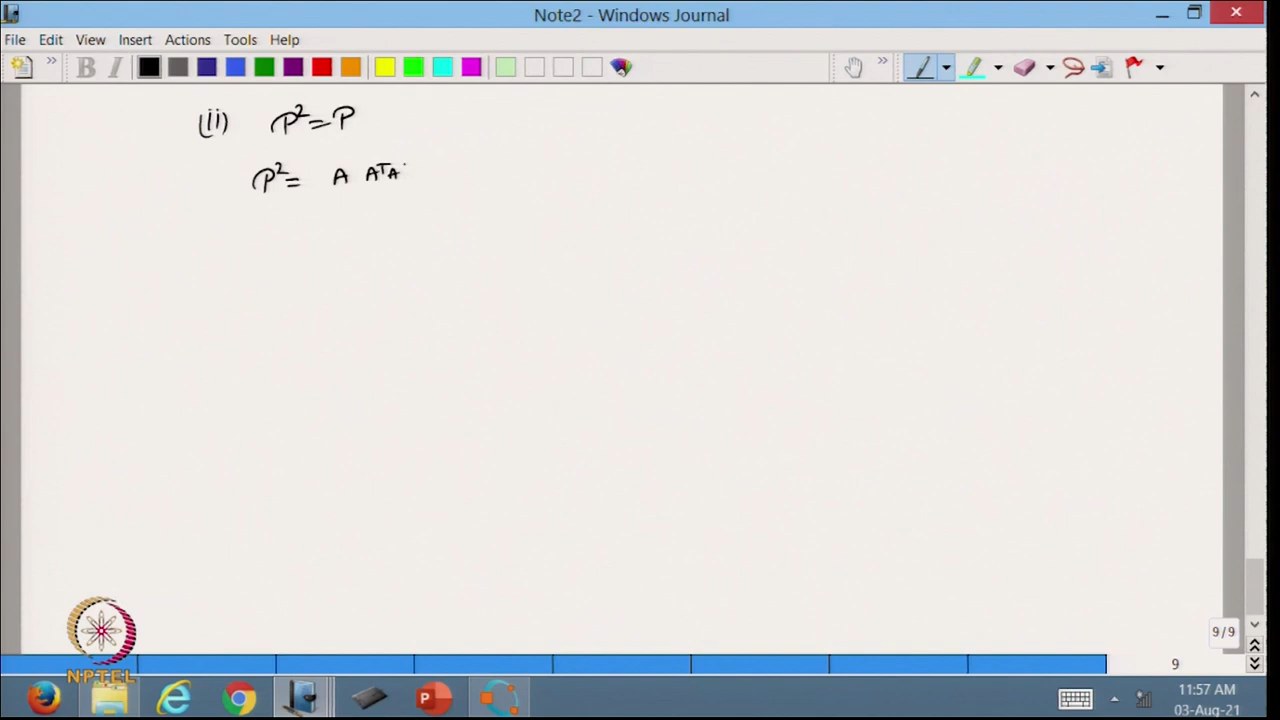 Note2 - Windows Journal
File Edit View Insert Actions Tools Help
(ii) P² = P
P² = A AᵀA
9/9
9
NPTEL
11:57 AM
03-Aug-21